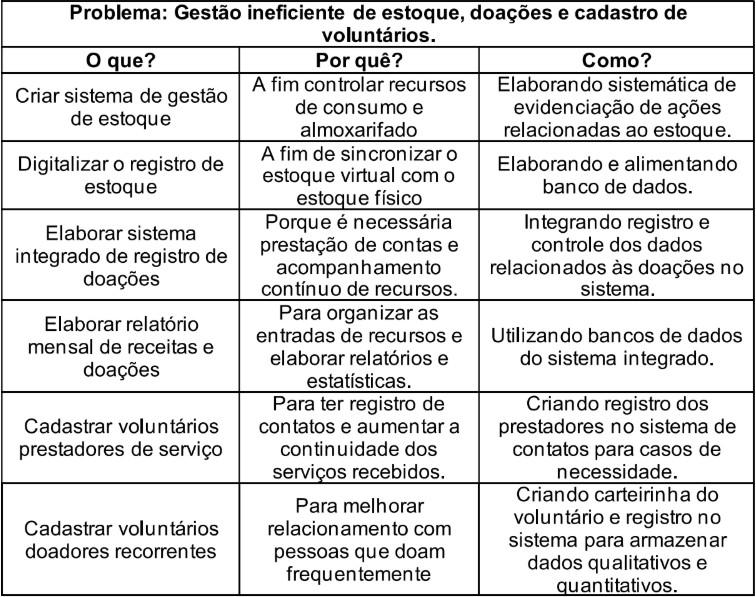 Problema: Gestão ineficiente de estoque, doações e cadastro de
voluntários.
O que?
Por quê?
Como?
Criar sistema de gestão
de estoque
A fim controlar recursos
de consumo e
almoxarifado
Elaborando sistemática de
evidenciação de ações
relacionadas ao estoque.
Digitalizar o registro de
estoque
A fim de sincronizar o
estoque virtual com o
estoque físico
Elaborando e alimentando
banco de dados.
Elaborar sistema
integrado de registro de
doações
Porque é necessária
prestação de contas e
acompanhamento
contínuo de recursos.
Integrando registro e
controle dos dados
relacionados às doações no
sistema.
Elaborar relatório
mensal de receitas e
doações
Para organizar as
entradas de recursos e
elaborar relatórios e
estatísticas.
Utilizando bancos de dados
do sistema integrado.
Cadastrar voluntários
prestadores de serviço
Para ter registro de
contatos e aumentar a
continuidade dos
serviços recebidos.
Criando registro dos
prestadores no sistema de
contatos para casos de
necessidade.
Cadastrar voluntários
doadores recorrentes
Para melhorar
relacionamento com
pessoas que doam
frequentemente
Criando carteirinha do
voluntário e registro no
sistema para armazenar
dados qualitativos e
quantitativos.